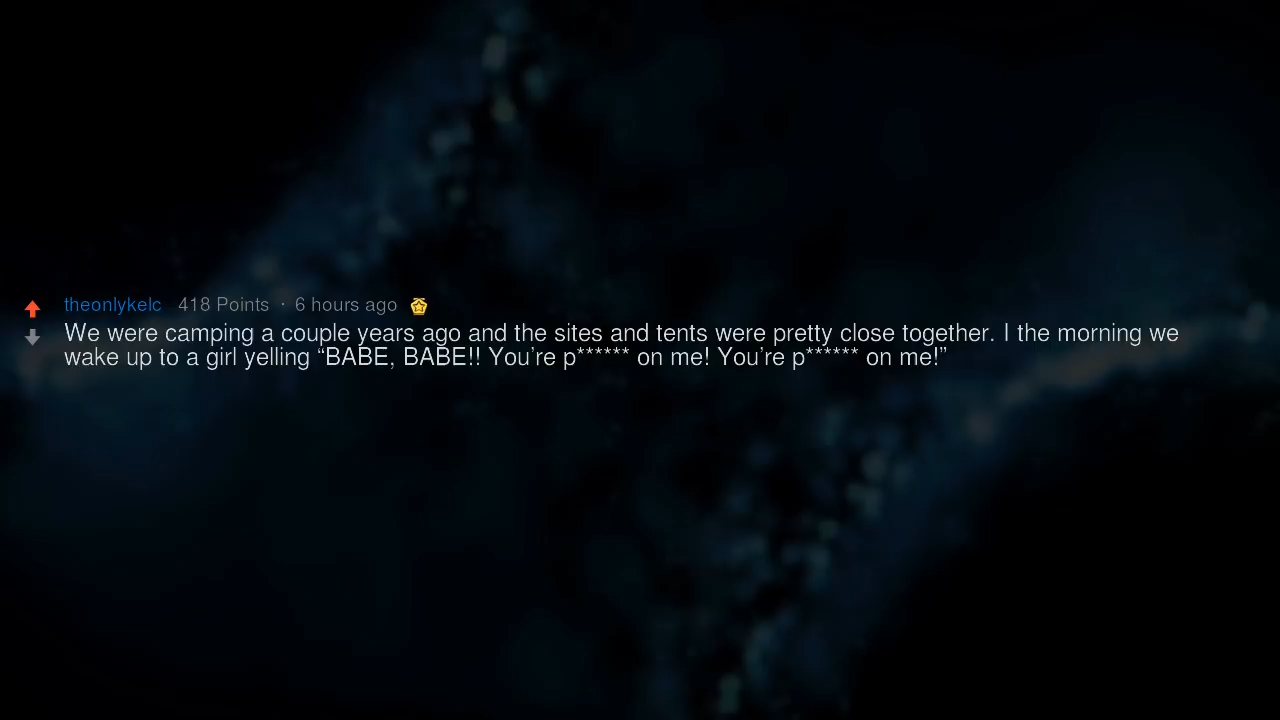 theonlykelc 418 Points · 6 hours ago
We were camping a couple years ago and the sites and tents were pretty close together. I the morning we
wake up to a girl yelling “BABE, BABE!! You’re p****** on me! You’re p****** on me!”